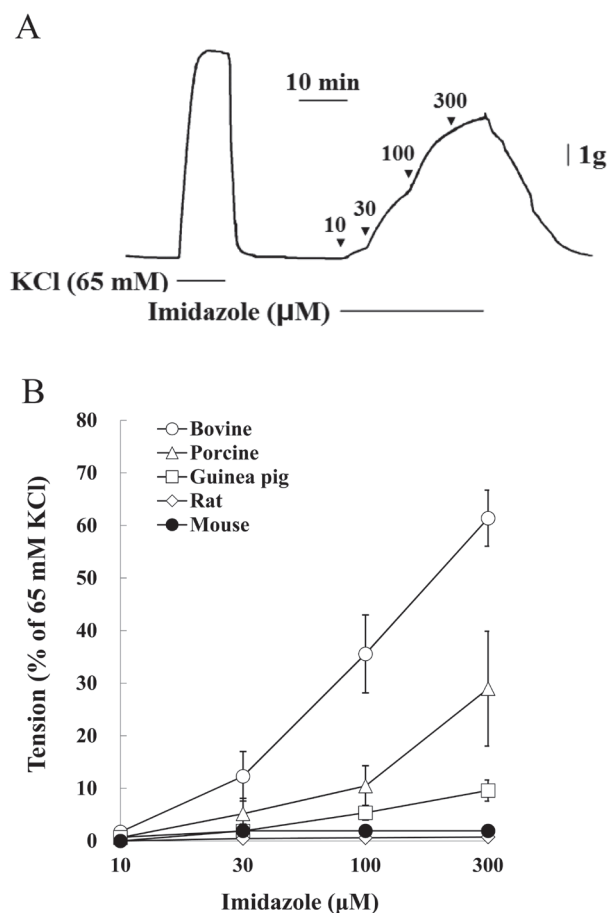 A
10 min
300
1g
100
30
10
KCl (65 mM)
Imidazole (µM)
B
80
70
60
50
40
30
20
10
0
Tension (% of 65 mM KCl)
Bovine
Porcine
Guinea pig
Rat
Mouse
10 30 100 300
Imidazole (µM)